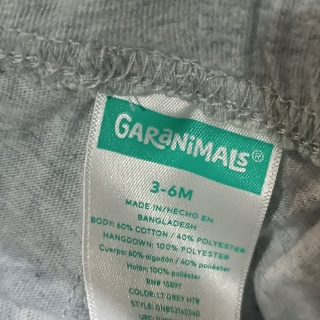 GARANIMALS®
3-6M
MADE IN/HECHO EN
BANGLADESH
BODY: 60% COTTON / 40% POLYESTER
HANGDOWN: 100% POLYESTER
Cuerpo: 60% algodón / 40% poliéster
Holán: 100% poliéster
RN# 15897
COLOR: LT GREY HTR